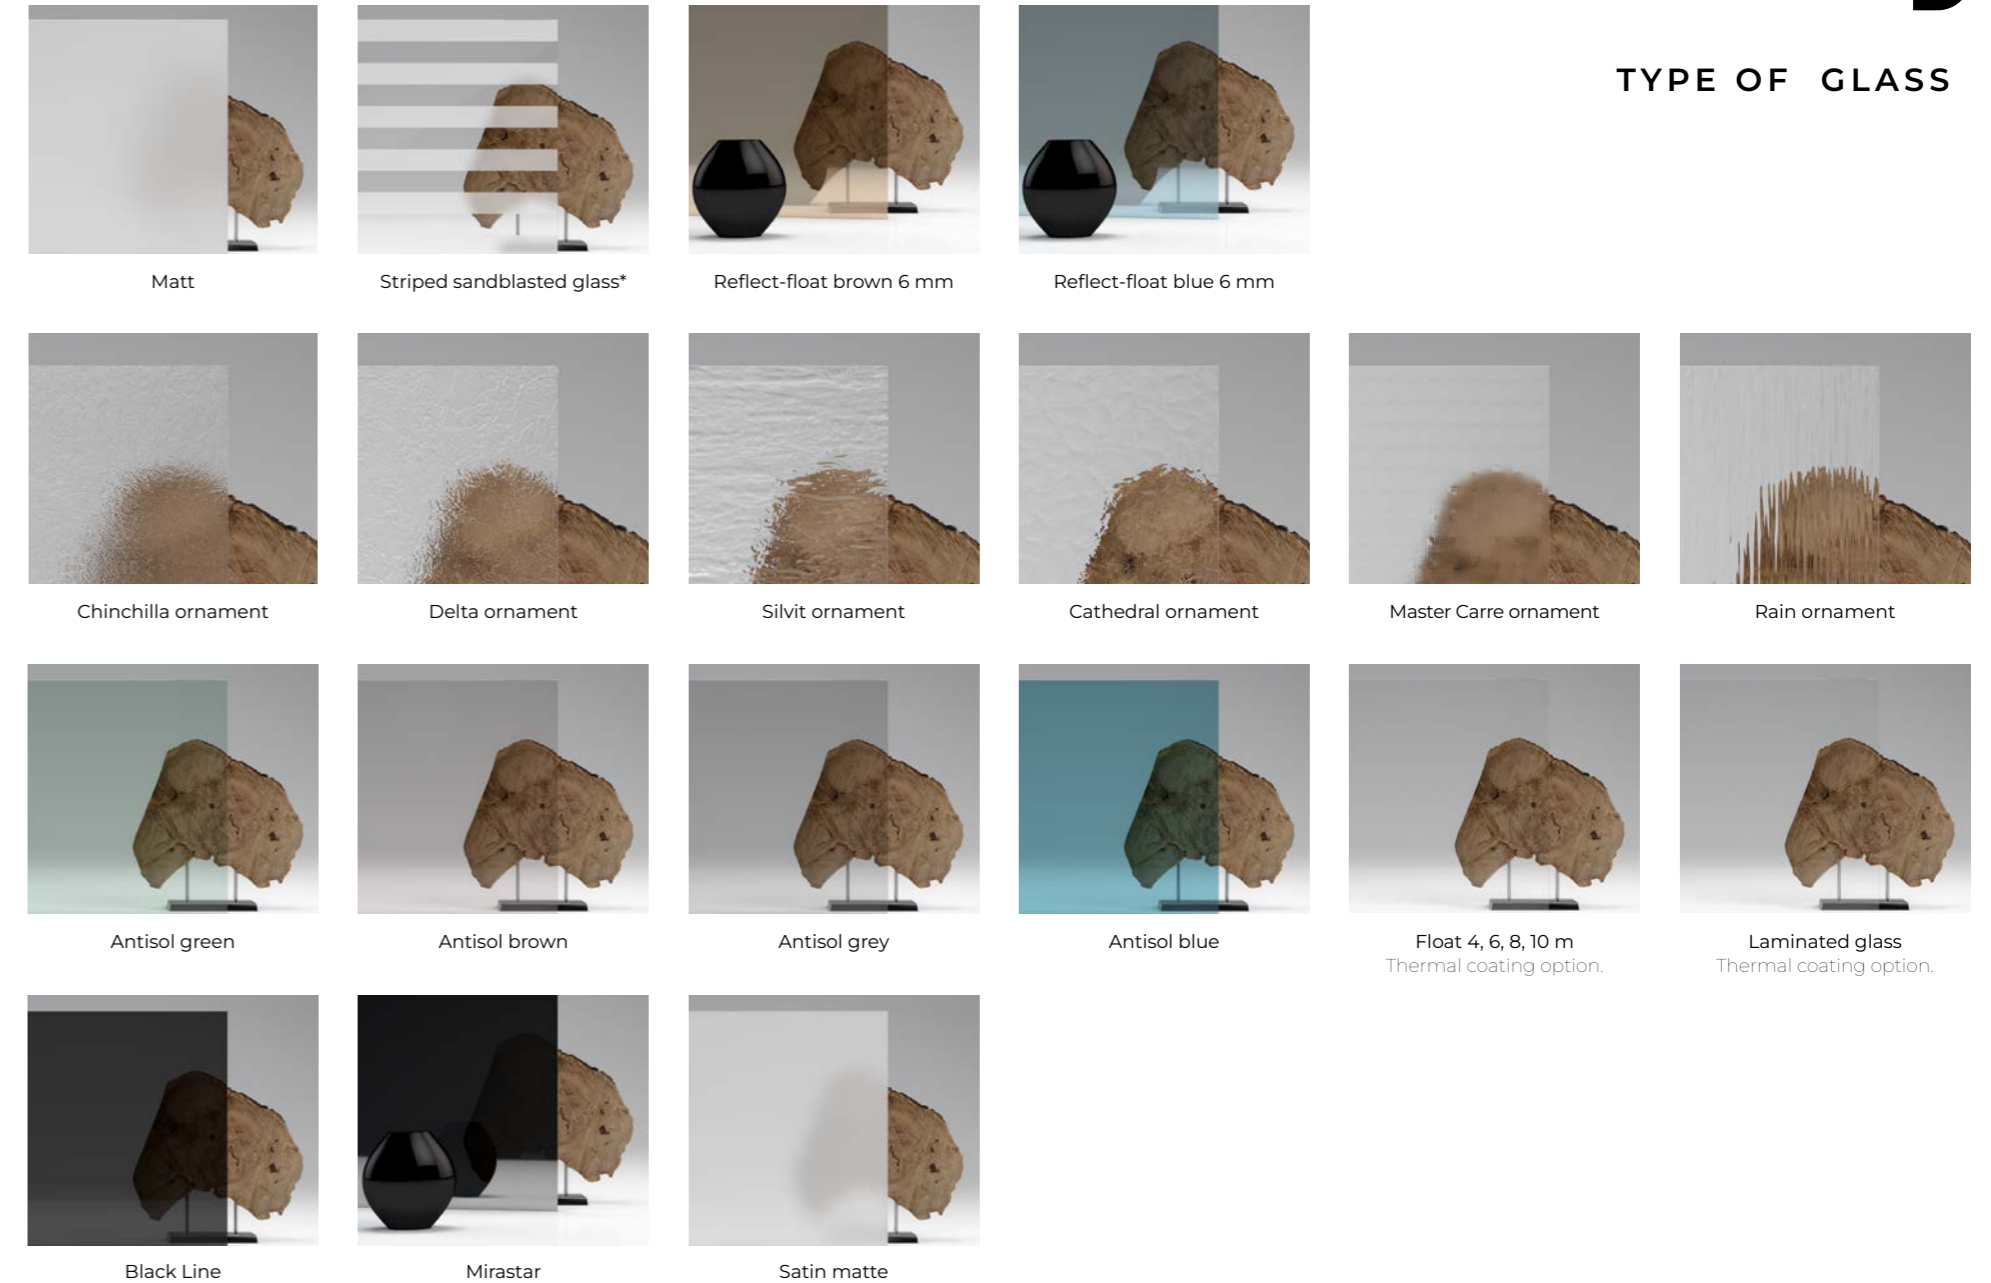 TYPE OF GLASS
Matt
Striped sandblasted glass*
Reflect-float brown 6 mm
Reflect-float blue 6 mm
Chinchilla ornament
Delta ornament
Silvit ornament
Cathedral ornament
Master Carre ornament
Rain ornament
Antisol green
Antisol brown
Antisol grey
Antisol blue
Float 4, 6, 8, 10 m
Thermal coating option.
Laminated glass
Thermal coating option.
Black Line
Mirastar
Satin matte